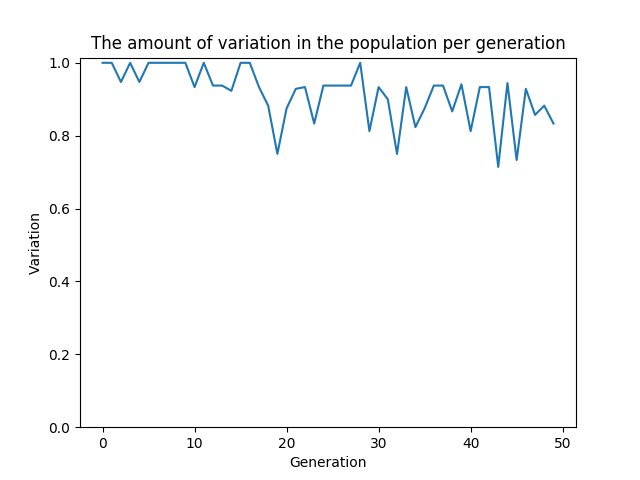 The amount of variation in the population per generation
1.0
0.8
0.6
0.4
0.2
0.0
Variation
0 10 20 30 40 50
Generation